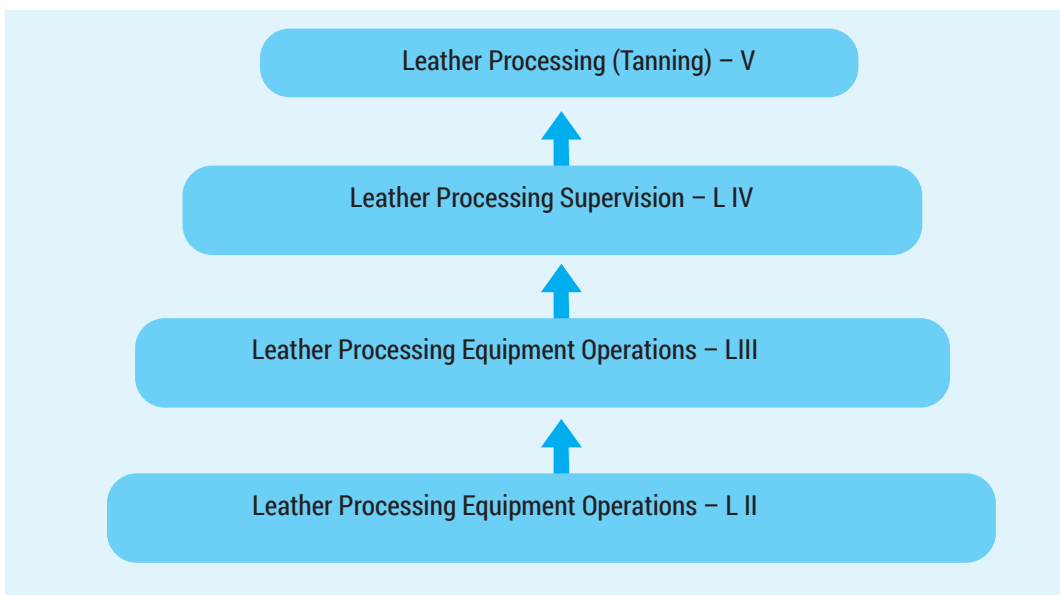 Leather Processing (Tanning) – V
Leather Processing Supervision – L IV
Leather Processing Equipment Operations – LIII
Leather Processing Equipment Operations – L II